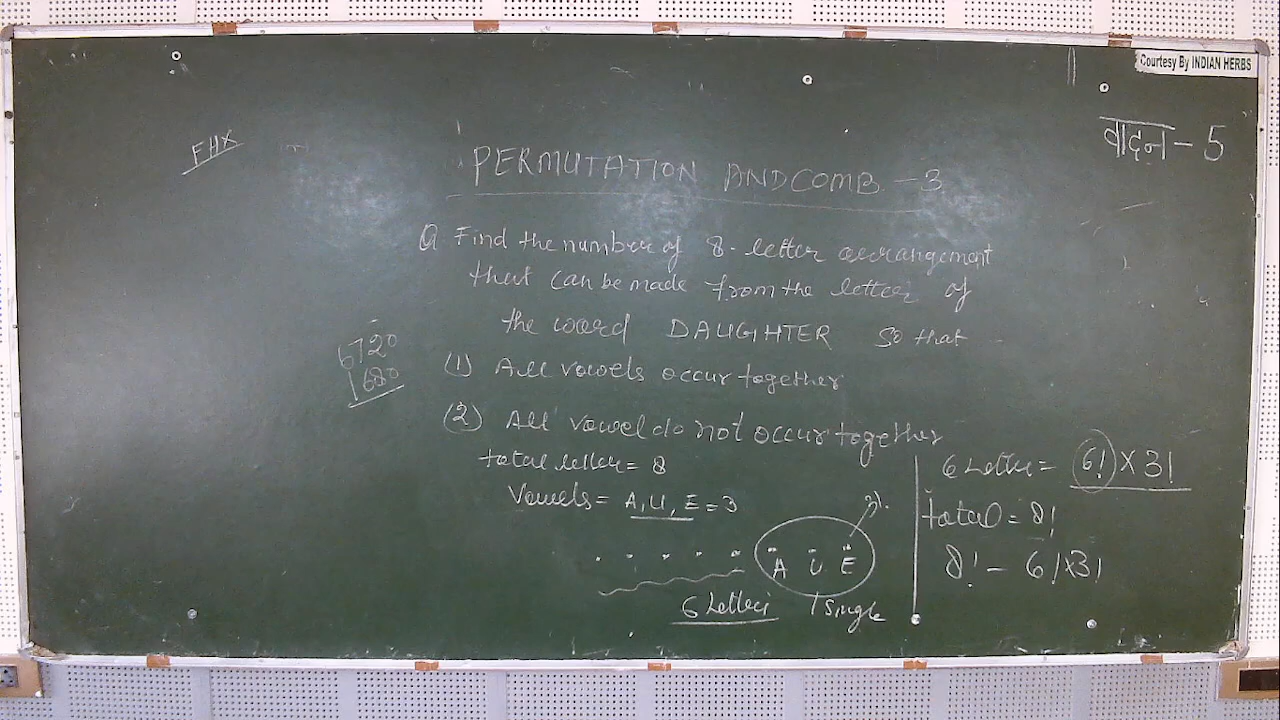 Courtesy By INDIAN HERBS
वादन - 5
FHX
PERMUTATION AND COMB - 3
Q Find the number of 8-letter arrangement
that can be made from the letter of
the word DAUGHTER so that
(1) All vowels occur together
(2) All vowel do not occur together
6720
1680
total letter = 8
Vowels = A, U, E = 3
A U E
3!
6 Letters 1 single
6 Letter = 6! X 3!
total = 8!
8! - 6! X 3!